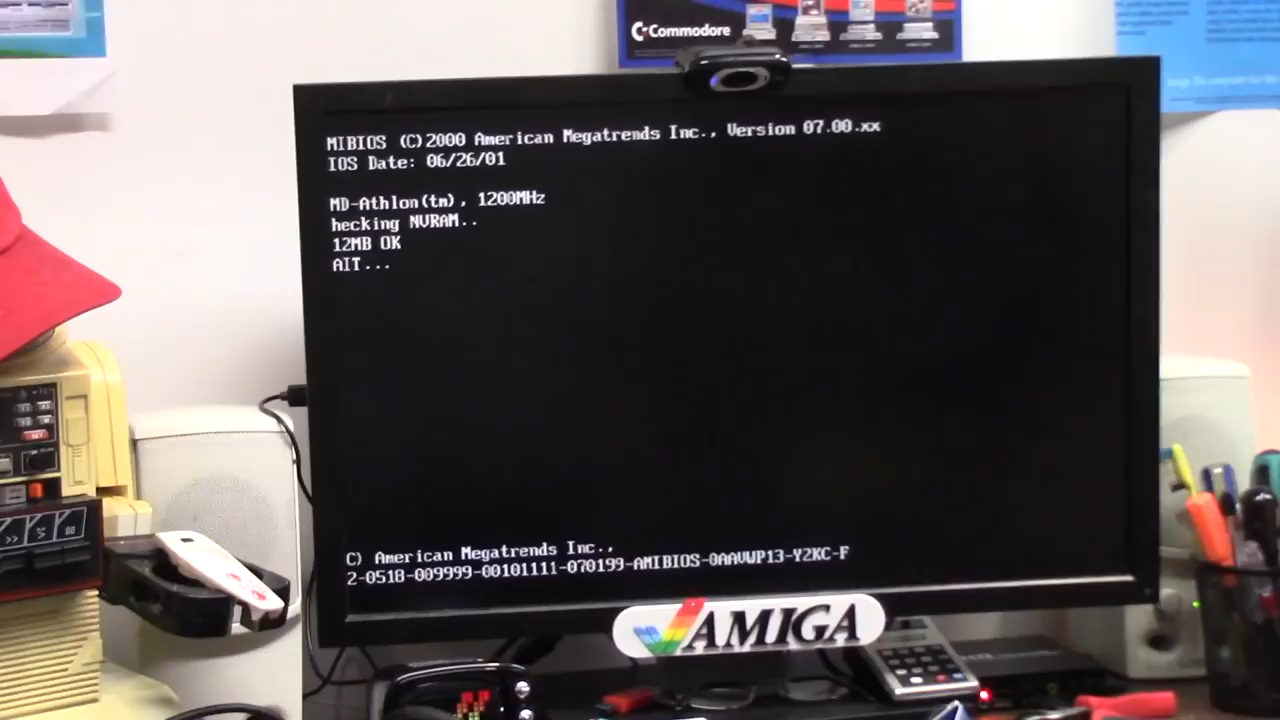 Commodore
MIBIOS (C)2000 American Megatrends Inc., Version 07.00.xx
IOS Date: 06/26/01
MD-Athlon(tm), 1200MHz
hecking NVRAM..
12MB OK
AIT...
C) American Megatrends Inc.,
2-0518-009999-00101111-070199-AMIBIOS-0AAVWP13-Y2KC-F
AMIGA